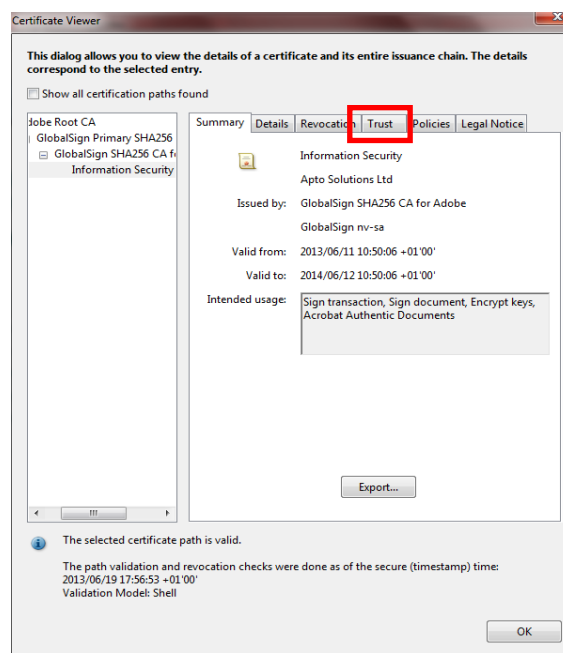 Certificate Viewer
This dialog allows you to view the details of a certificate and its entire issuance chain. The details
correspond to the selected entry.
Show all certification paths found
dobe Root CA
GlobalSign Primary SHA256
GlobalSign SHA256 CA f
Information Security
Summary Details Revocation Trust Policies Legal Notice
Information Security
Apto Solutions Ltd
Issued by: GlobalSign SHA256 CA for Adobe
GlobalSign nv-sa
Valid from: 2013/06/11 10:50:06 +01'00'
Valid to: 2014/06/12 10:50:06 +01'00'
Intended usage: Sign transaction, Sign document, Encrypt keys,
Acrobat Authentic Documents
Export...
The selected certificate path is valid.
The path validation and revocation checks were done as of the secure (timestamp) time:
2013/06/19 17:56:53 +01'00'
Validation Model: Shell
OK